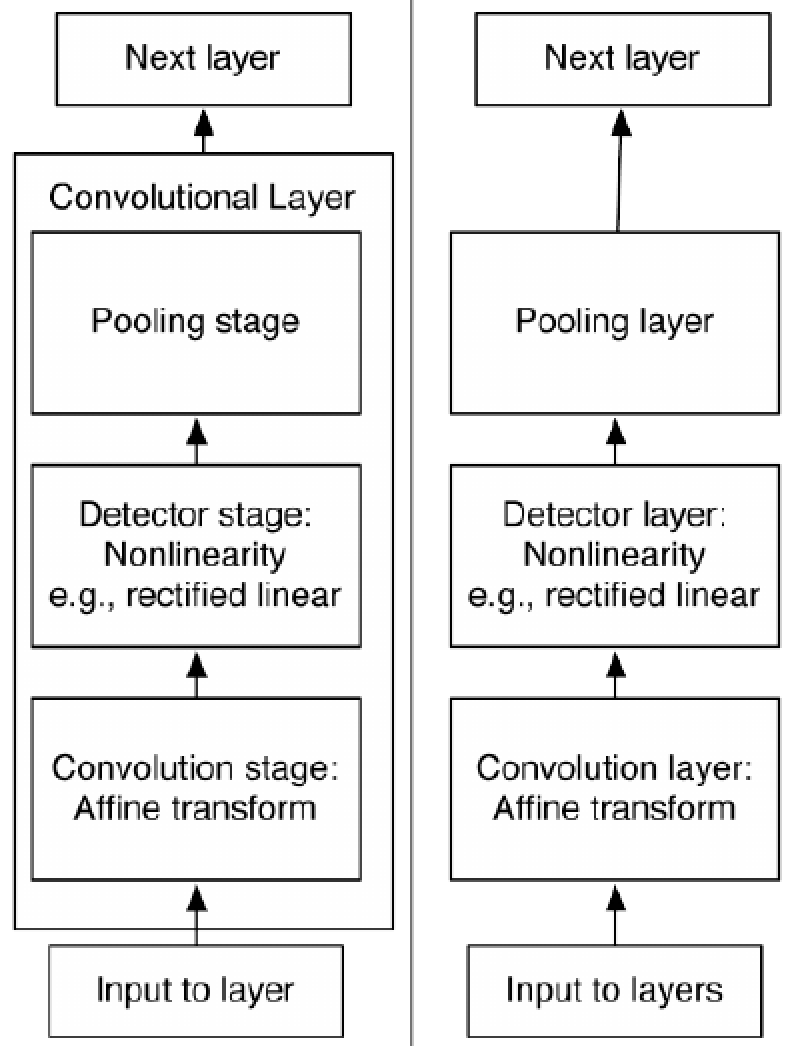 Next layer
Convolutional Layer
Pooling stage
Detector stage:
Nonlinearity
e.g., rectified linear
Convolution stage:
Affine transform
Input to layer
Next layer
Pooling layer
Detector layer:
Nonlinearity
e.g., rectified linear
Convolution layer:
Affine transform
Input to layers